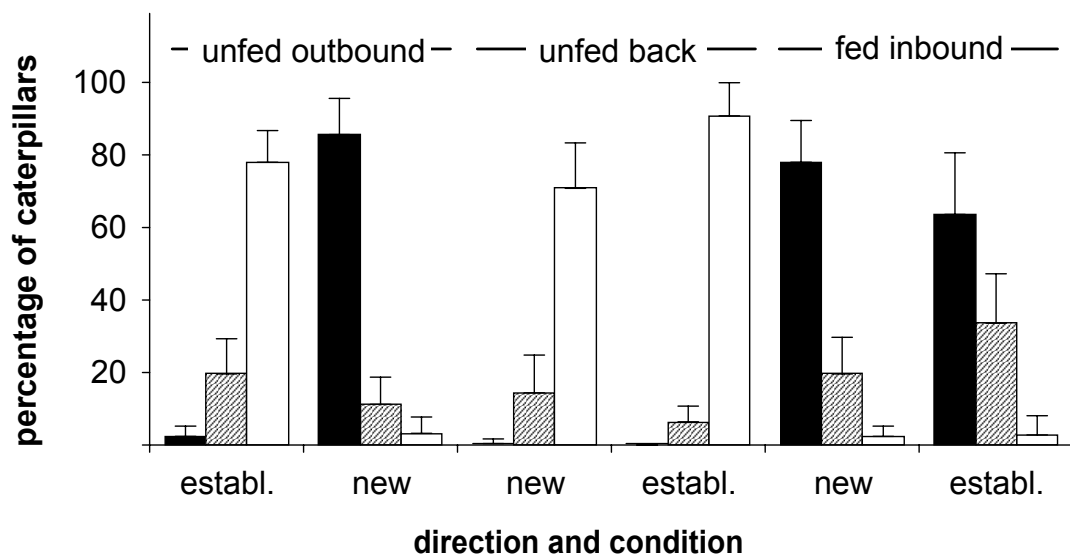 unfed outbound unfed back fed inbound
percentage of caterpillars
100
80
60
40
20
establ. new new establ. new establ.
direction and condition